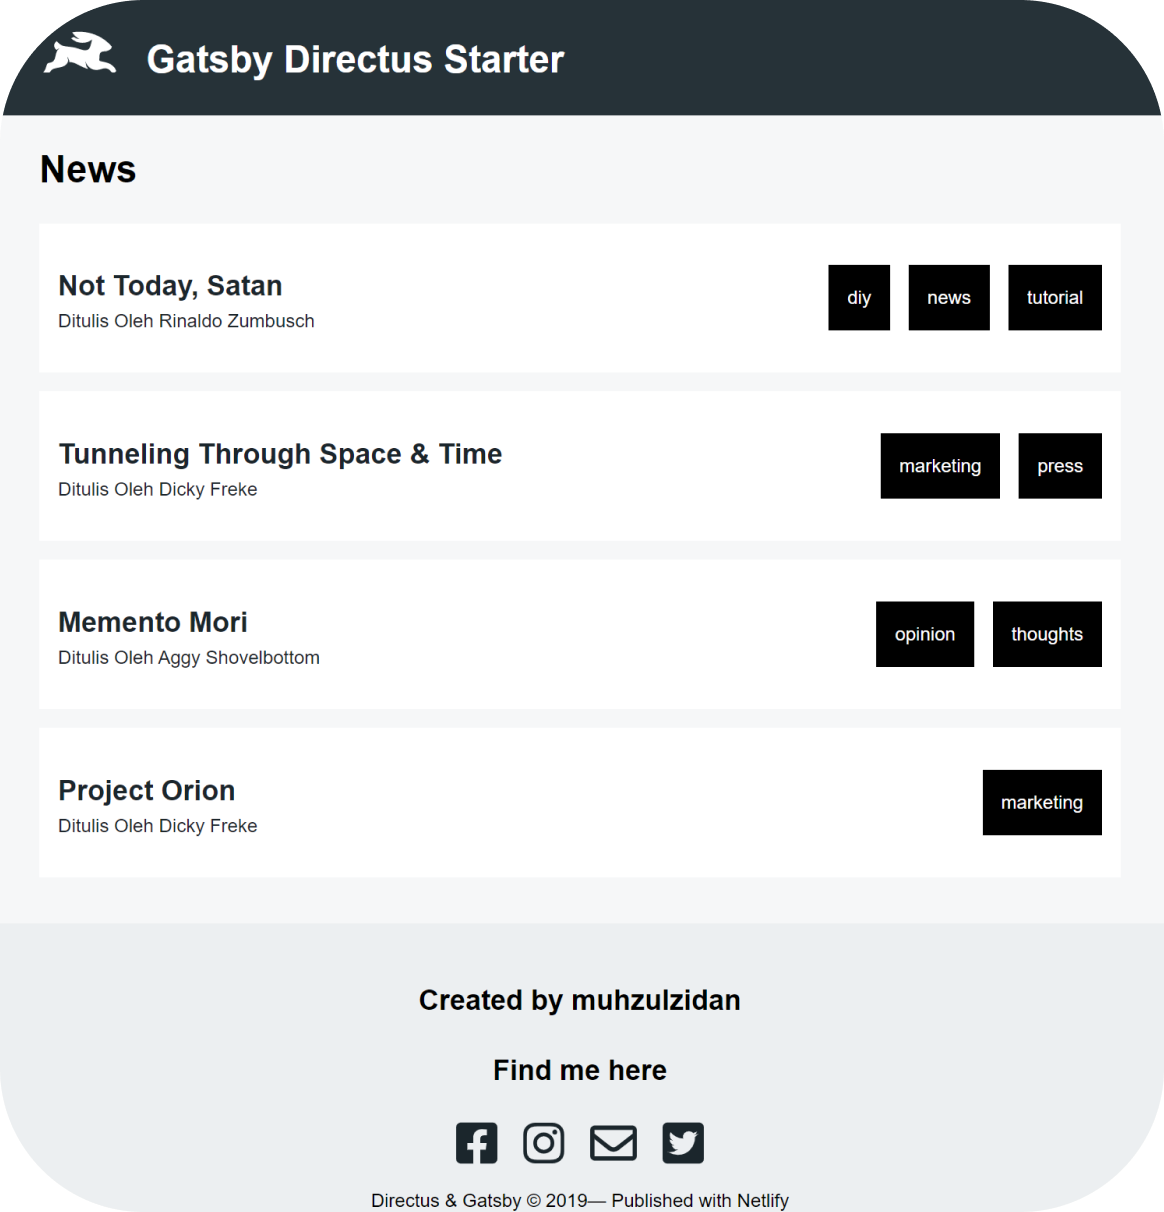 Gatsby Directus Starter
News
Not Today, Satan
Ditulis Oleh Rinaldo Zumbusch
diy news tutorial
Tunneling Through Space & Time
Ditulis Oleh Dicky Freke
marketing press
Memento Mori
Ditulis Oleh Aggy Shovelbottom
opinion thoughts
Project Orion
Ditulis Oleh Dicky Freke
marketing
Created by muhzulzidan
Find me here
Directus & Gatsby © 2019— Published with Netlify